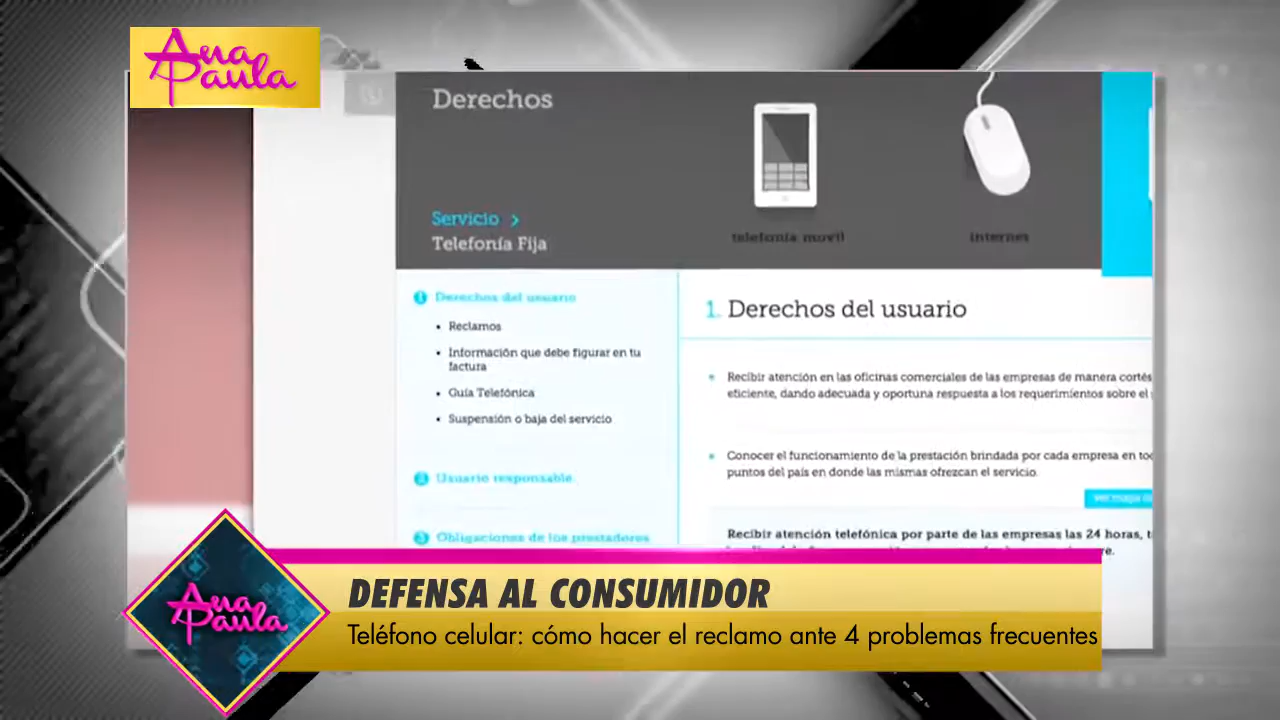 Ana
Paula
Derechos
Servicio >
Telefonía Fija
telefonía movil
internet
1 Derechos del usuario
• Reclamos
• Información que debe figurar en tu
factura
• Guía Telefónica
• Suspensión o baja del servicio
2 Usuario responsable
3 Obligaciones de los prestadores
1. Derechos del usuario
• Recibir atención en las oficinas comerciales de las empresas de manera cortés
eficiente, dando adecuada y oportuna respuesta a los requerimientos sobre el
• Conocer el funcionamiento de la prestación brindada por cada empresa en
puntos del país en donde las mismas ofrezcan el servicio.
ver mapa
Recibir atención telefónica por parte de las empresas las 24 horas,
Ana
Paula
DEFENSA AL CONSUMIDOR
Teléfono celular: cómo hacer el reclamo ante 4 problemas frecuentes